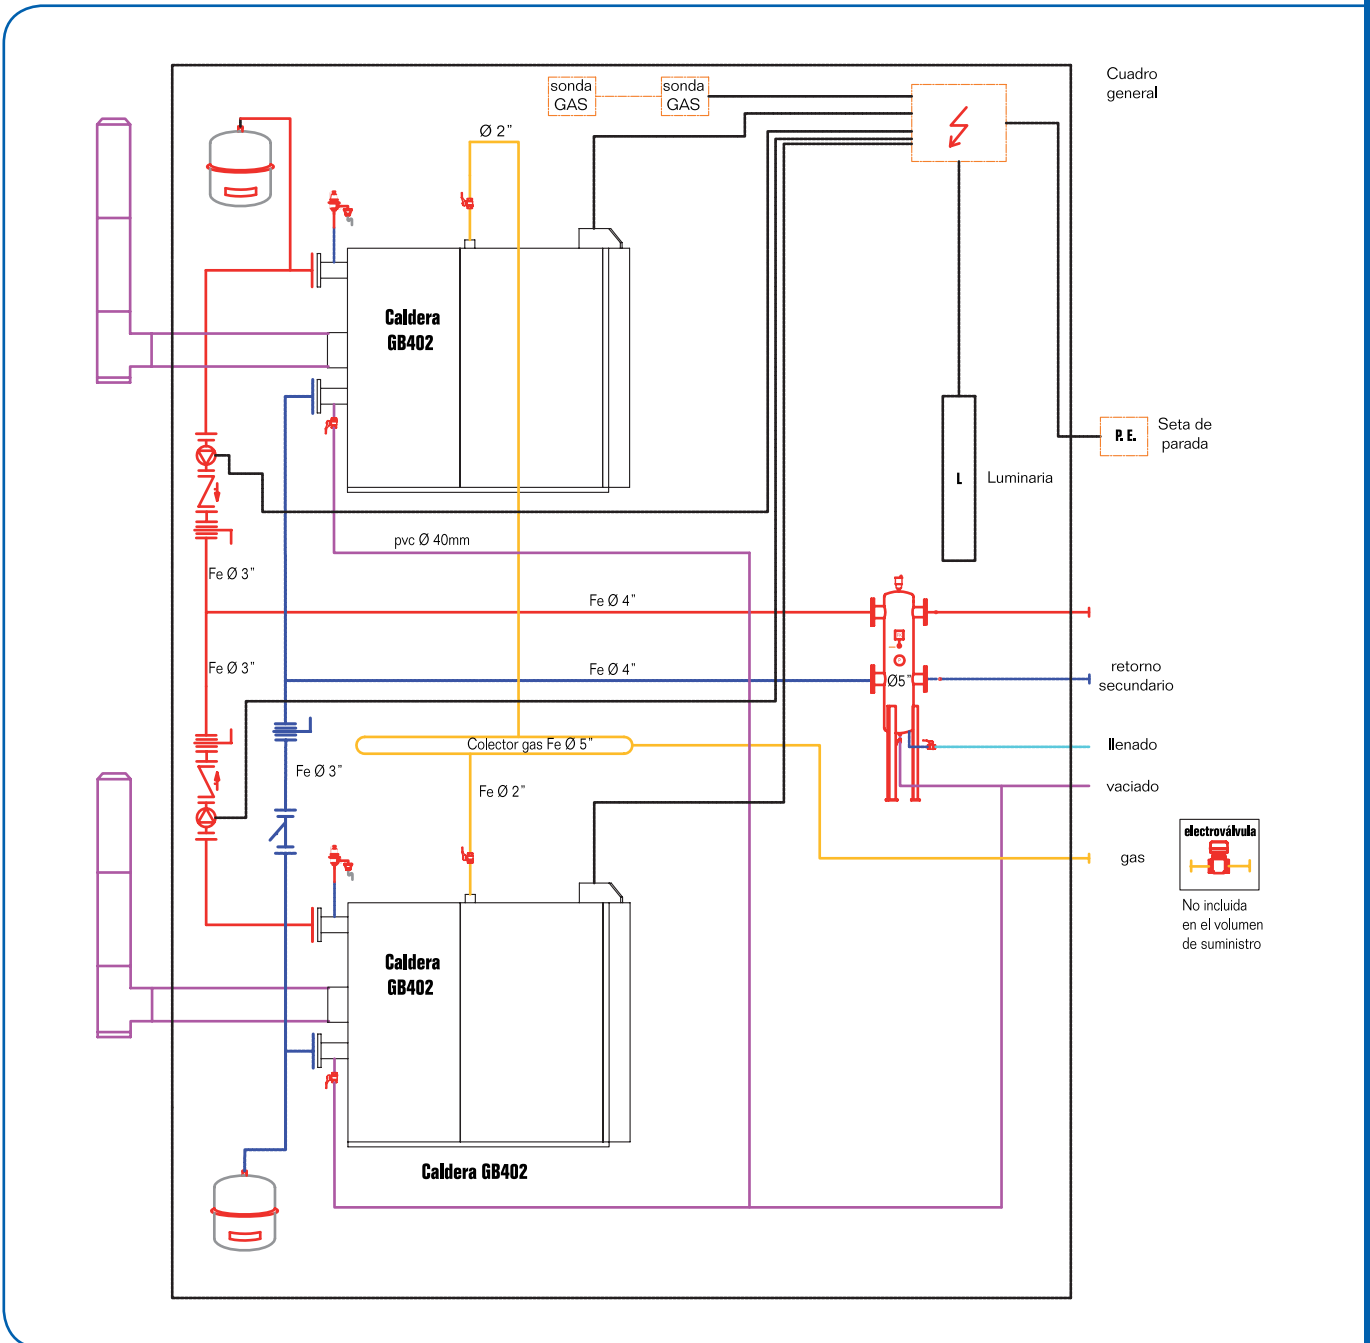 Cuadro
general
sonda
GAS
sonda
GAS
Ø 2”
Caldera
GB402
P. E.
Seta de
parada
L
Luminaria
pvc Ø 40mm
Fe Ø 3”
Fe Ø 4”
Fe Ø 3”
Fe Ø 4”
Ø5”
retorno
secundario
Colector gas Fe Ø 5”
llenado
Fe Ø 3”
Fe Ø 2”
vaciado
electroválvula
gas
No incluida
en el volumen
de suministro
Caldera
GB402
Caldera GB402